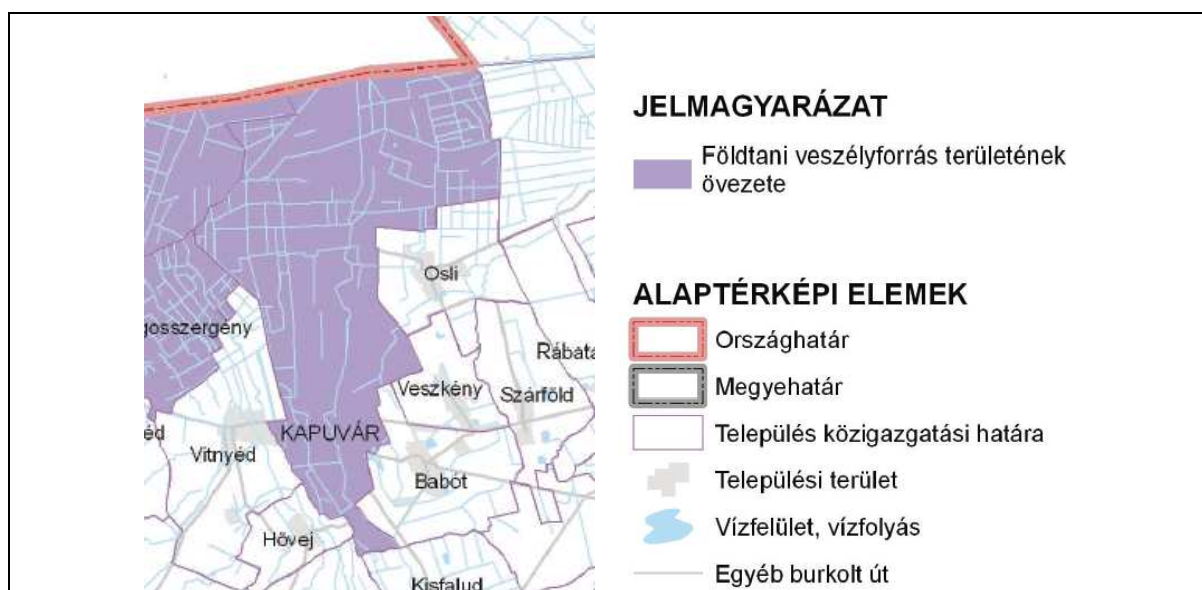 Osli
gosszergény
Rábata
Veszkény
Szárföld
éd
KAPUVÁR
Vitnyéd
Babót
Hövej
Kisfalud
JELMAGYARÁZAT
Földtani veszélyforrás területének
övezete
ALAPTÉRKÉPI ELEMEK
Országhatár
Megyehatár
Település közigazgatási határa
Települési terület
Vízfelület, vízfolyás
Egyéb burkolt út